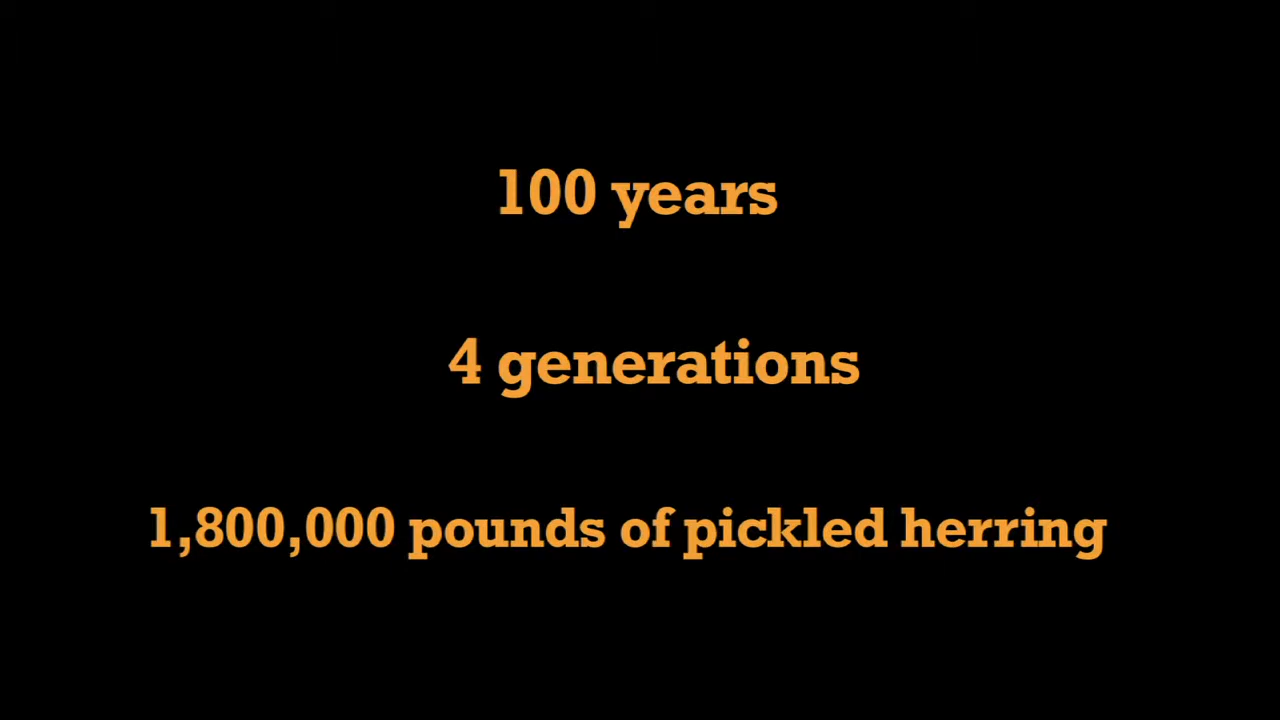 100 years
4 generations
1,800,000 pounds of pickled herring